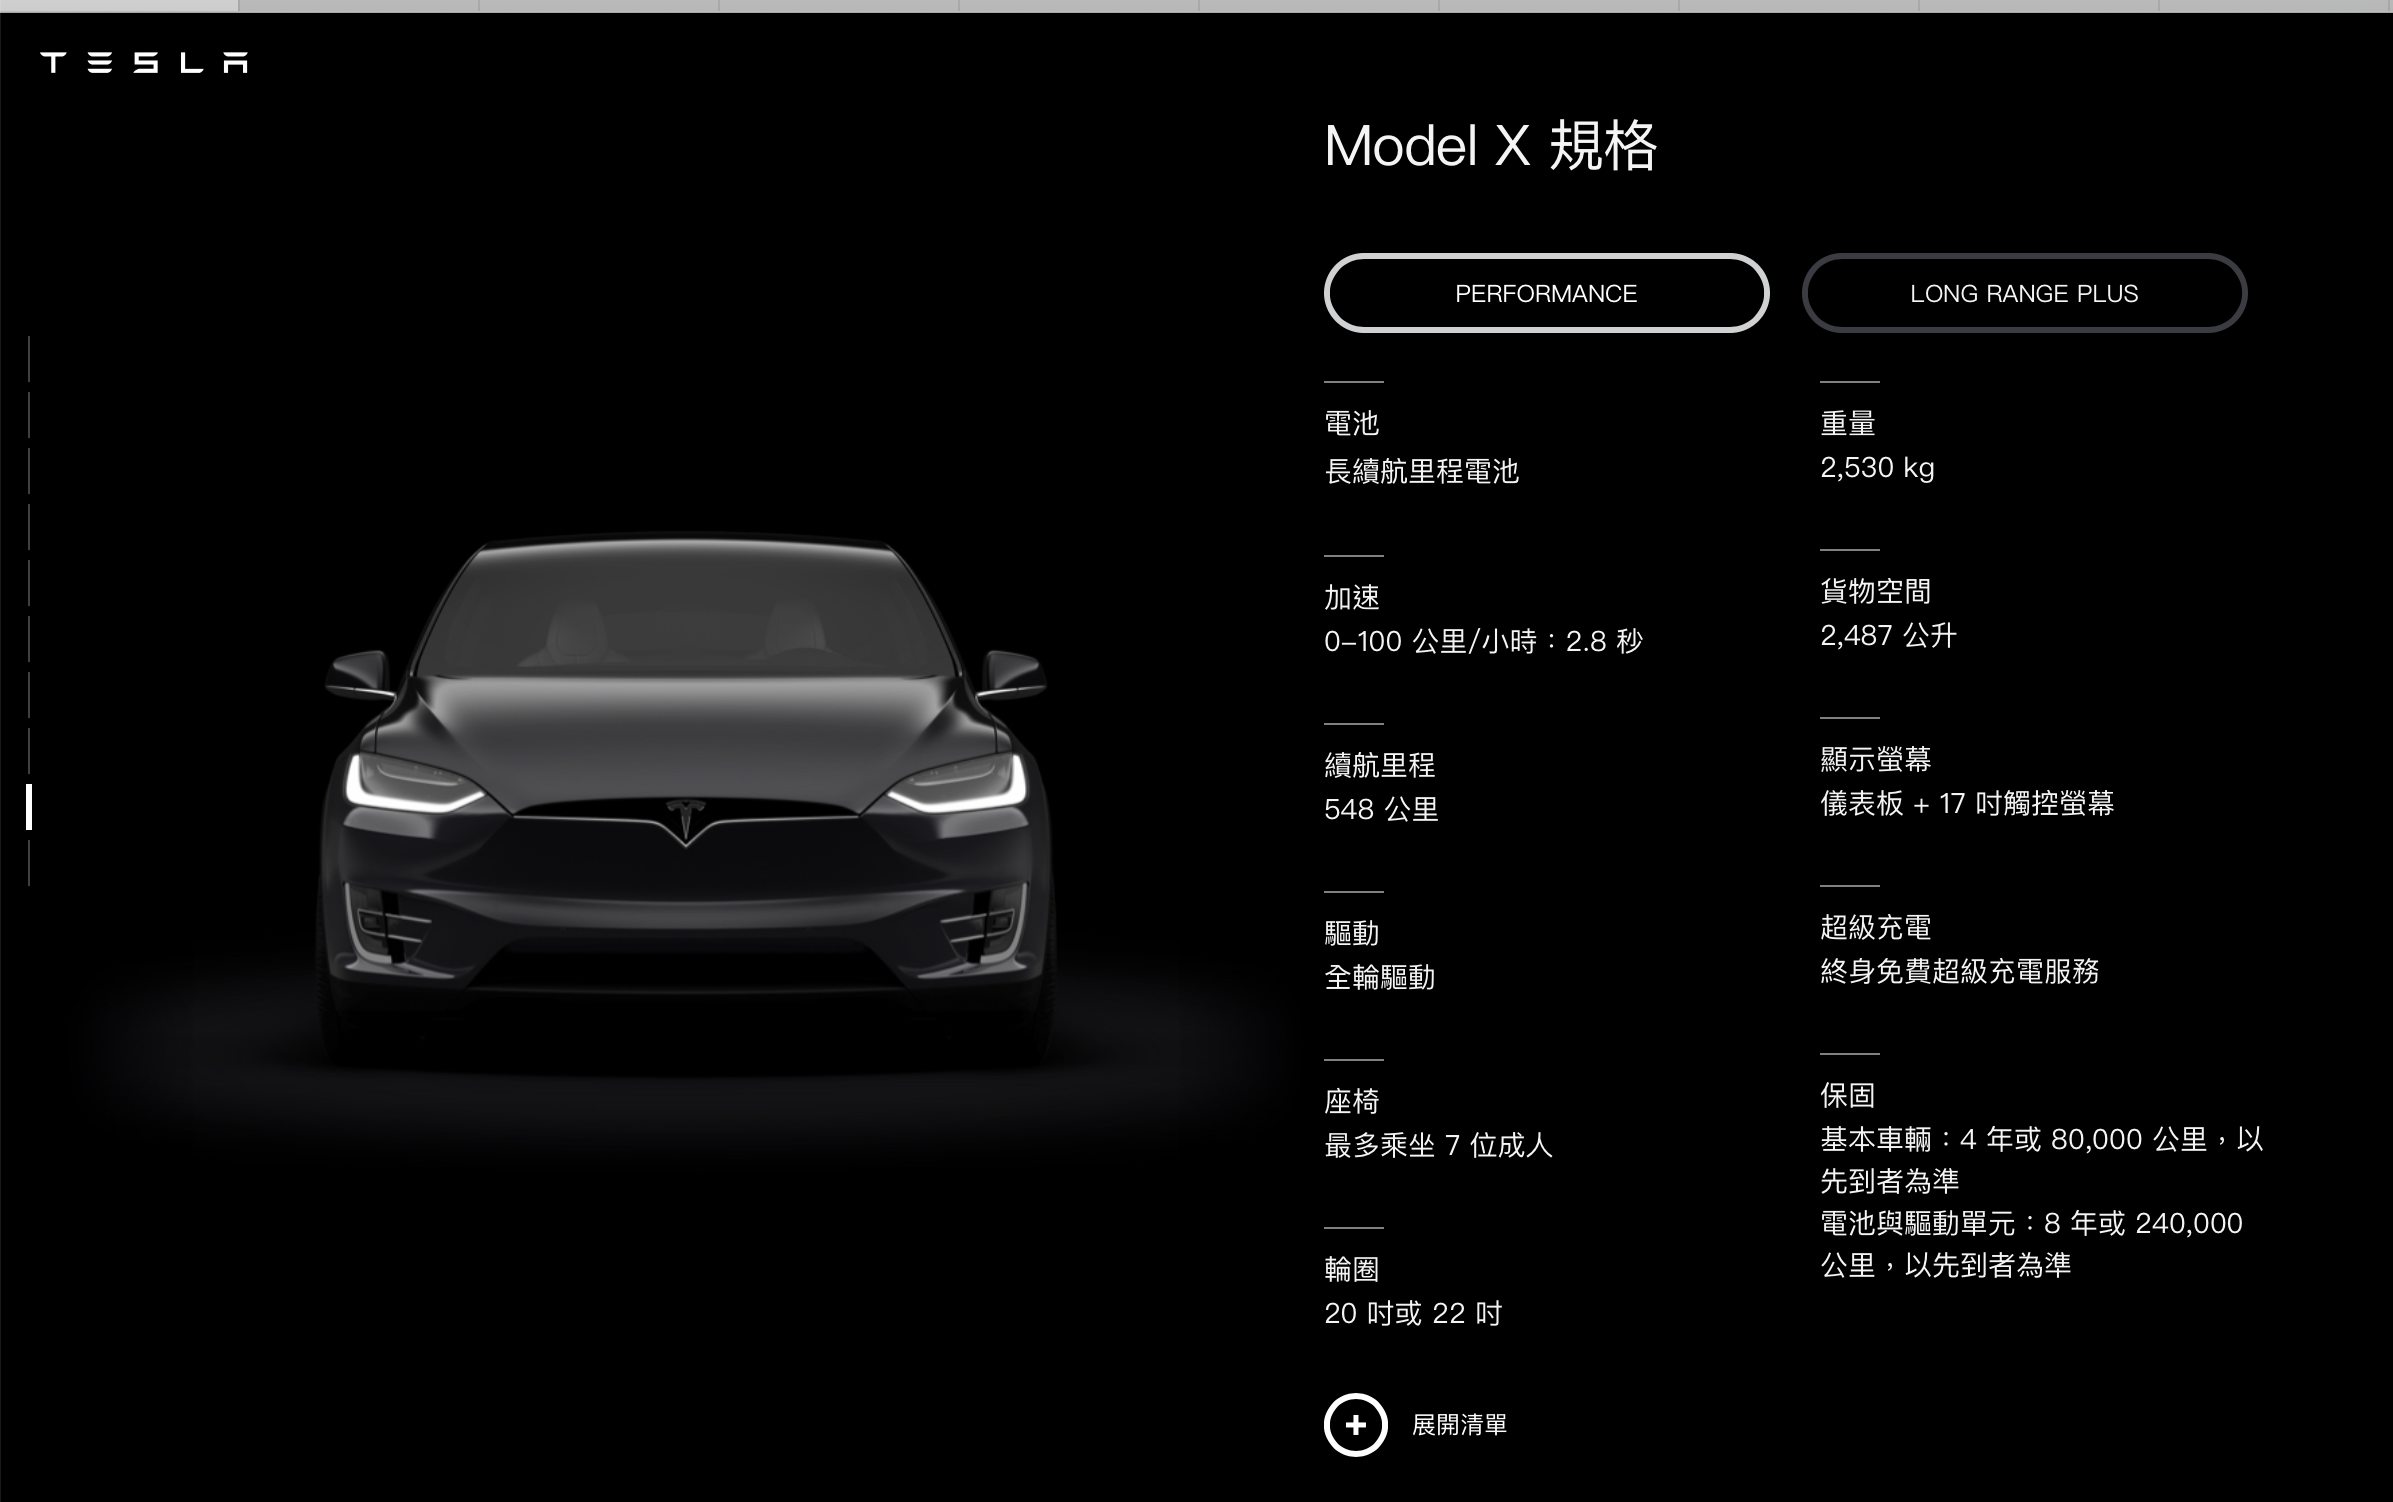 TESLA
Model X 規格
PERFORMANCE
LONG RANGE PLUS
電池
長續航里程電池
加速
0–100 公里/小時：2.8 秒
續航里程
548 公里
驅動
全輪驅動
座椅
最多乘坐 7 位成人
輪圈
20 吋或 22 吋
重量
2,530 kg
貨物空間
2,487 公升
顯示螢幕
儀表板 + 17 吋觸控螢幕
超級充電
終身免費超級充電服務
保固
基本車輛：4 年或 80,000 公里，以
先到者為準
電池與驅動單元：8 年或 240,000
公里，以先到者為準
展開清單